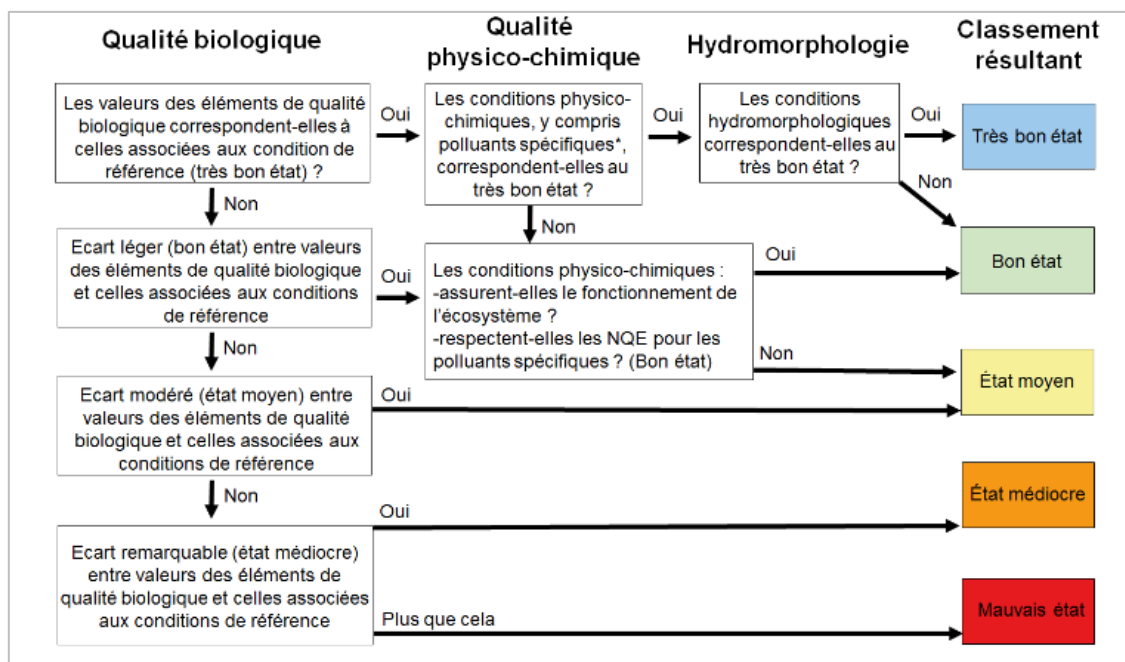 Qualité biologique
Qualité
physico-chimique
Hydromorphologie
Classement
résultant
Les valeurs des éléments de qualité
biologique correspondent-elles à
celles associées aux condition de
référence (très bon état) ?
Oui
Les conditions physico-
chimiques, y compris
polluants spécifiques*,
correspondent-elles au
très bon état ?
Oui
Les conditions
hydromorphologiques
correspondent-elles au
très bon état ?
Oui
Très bon état
Non
Non
Non
Ecart léger (bon état) entre valeurs
des éléments de qualité biologique
et celles associées aux conditions
de référence
Oui
Les conditions physico-chimiques :
-assurent-elles le fonctionnement de
l'écosystème ?
-respectent-elles les NQE pour les
polluants spécifiques ? (Bon état)
Oui
Bon état
Non
Non
État moyen
Ecart modéré (état moyen) entre
valeurs des éléments de qualité
biologique et celles associées aux
conditions de référence
Oui
Non
Oui
État médiocre
Ecart remarquable (état médiocre)
entre valeurs des éléments de
qualité biologique et celles associées
aux conditions de référence
Plus que cela
Mauvais état